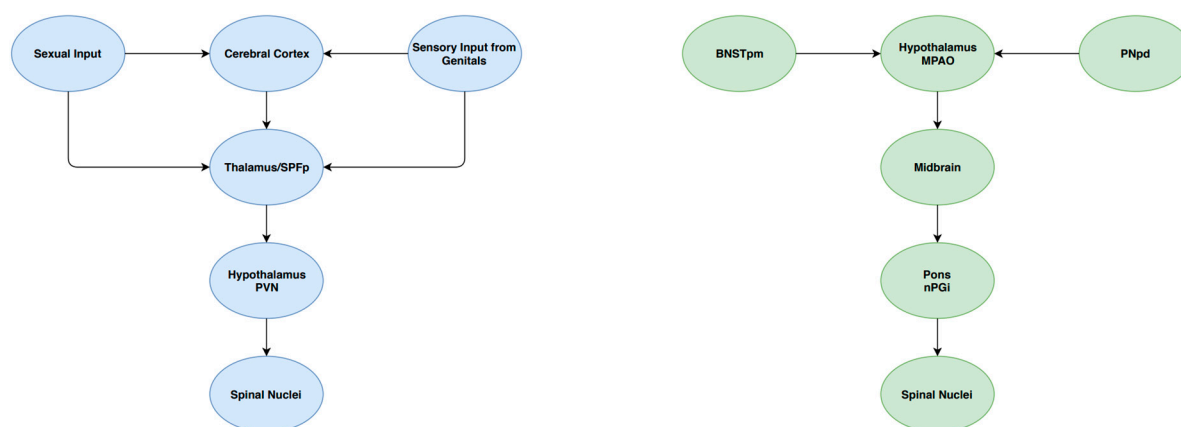 Sexual Input
Cerebral Cortex
Sensory Input from
Genitals
Thalamus/SPFp
Hypothalamus
PVN
Spinal Nuclei
BNSTpm
Hypothalamus
MPAO
PNpd
Midbrain
Pons
nPGi
Spinal Nuclei